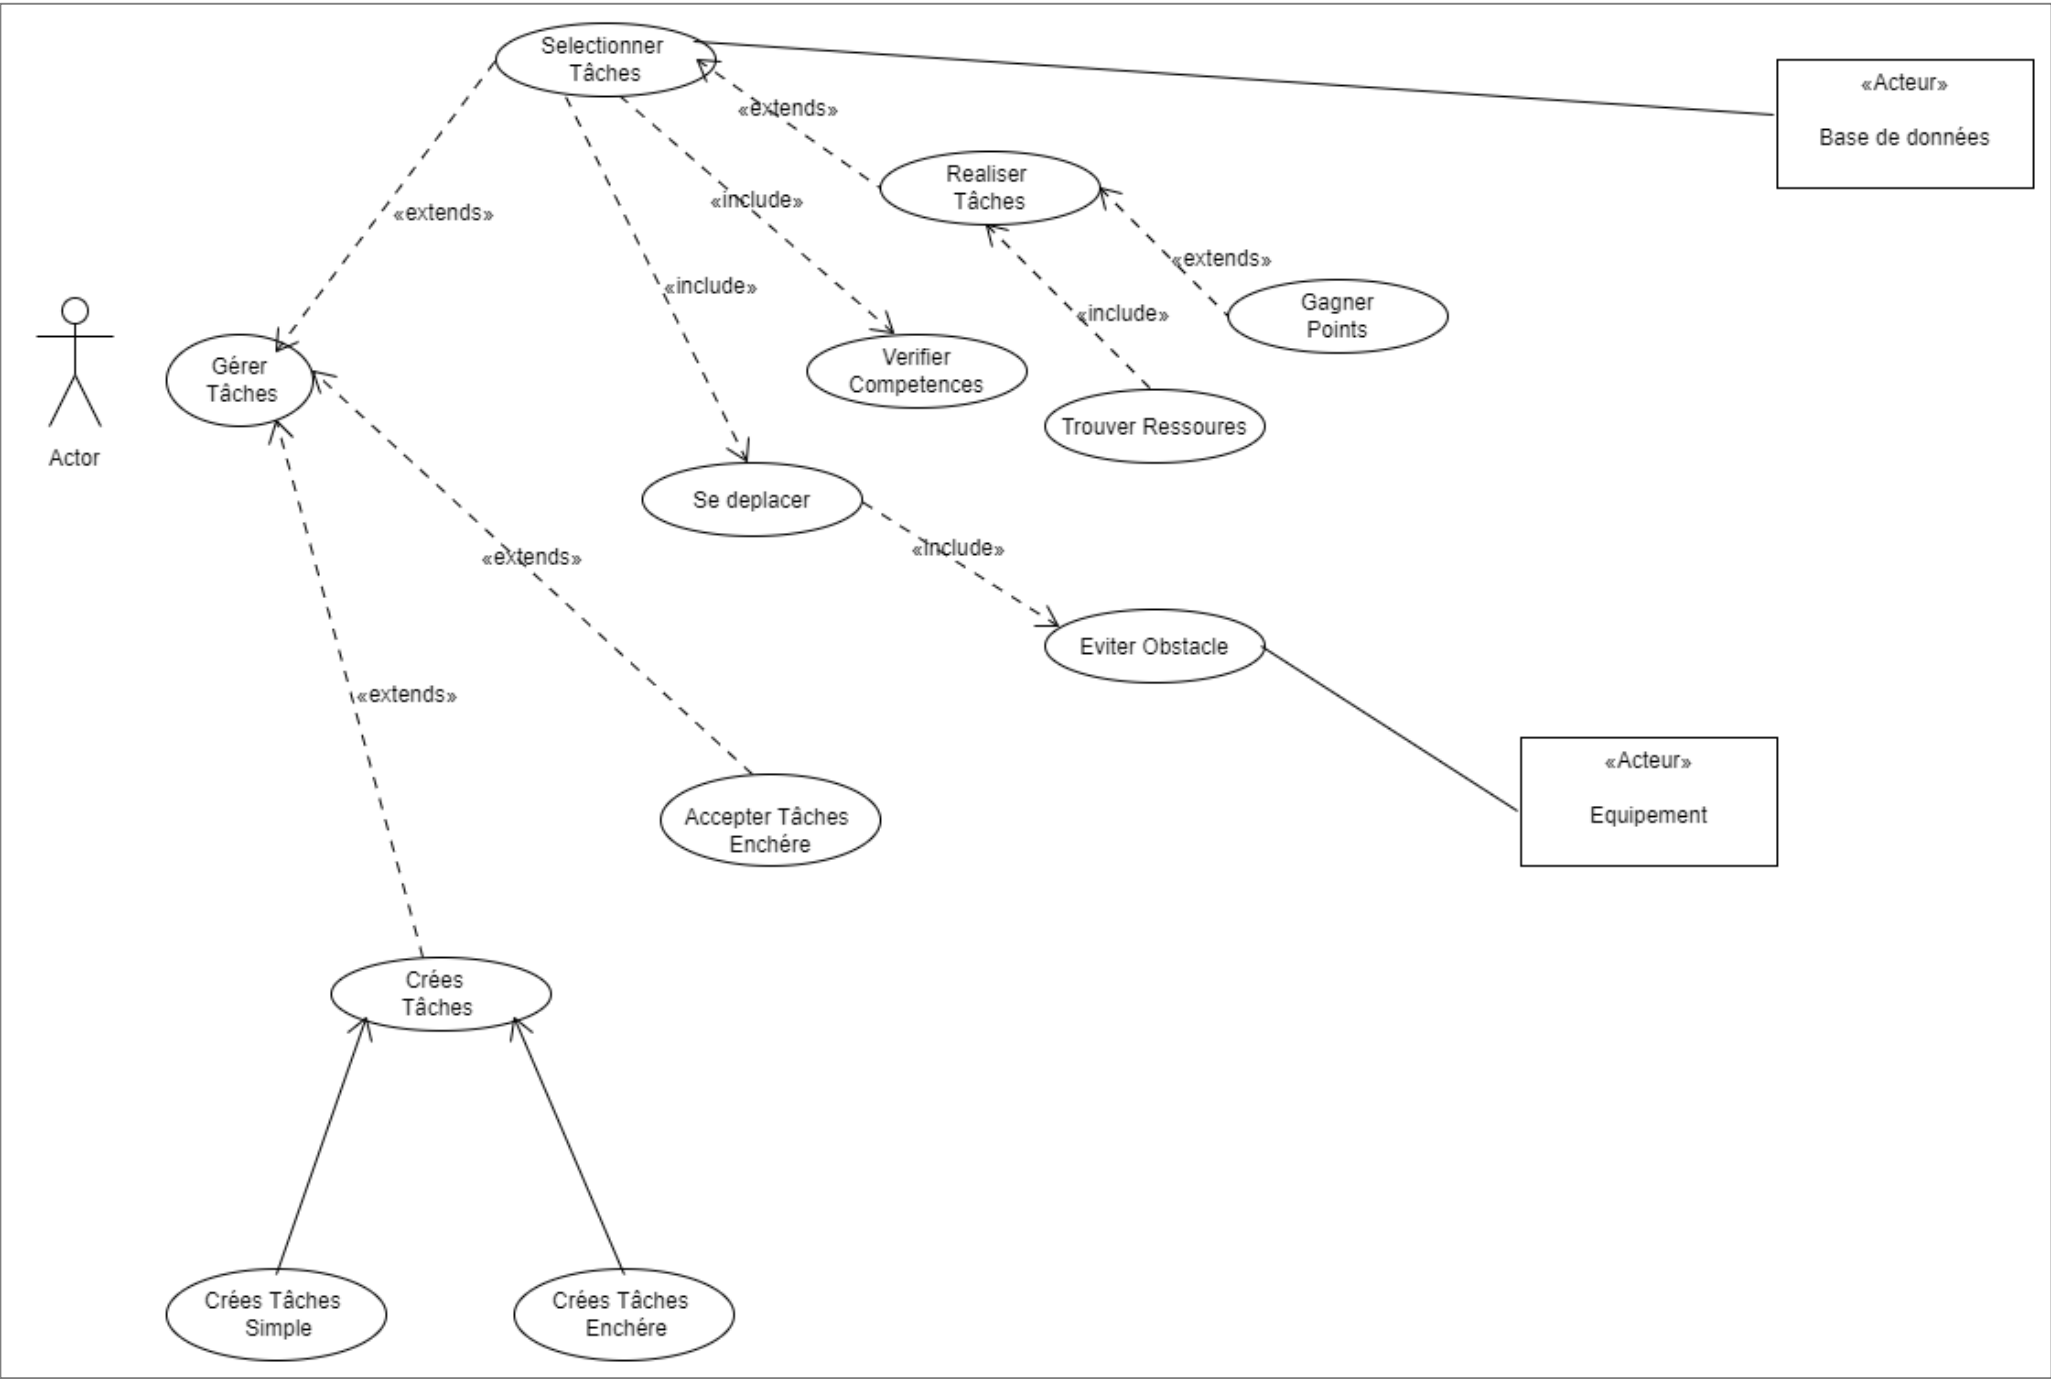 Selectionner
Tâches
«Acteur»
Base de données
«extends»
Realiser
Tâches
«include»
«extends»
«extends»
«include»
Gagner
Points
«include»
Gérer
Tâches
Verifier
Competences
Trouver Ressoures
Actor
Se deplacer
«include»
«extends»
Eviter Obstacle
«extends»
«Acteur»
Equipement
Accepter Tâches
Enchére
Crées
Tâches
Crées Tâches
Simple
Crées Tâches
Enchére